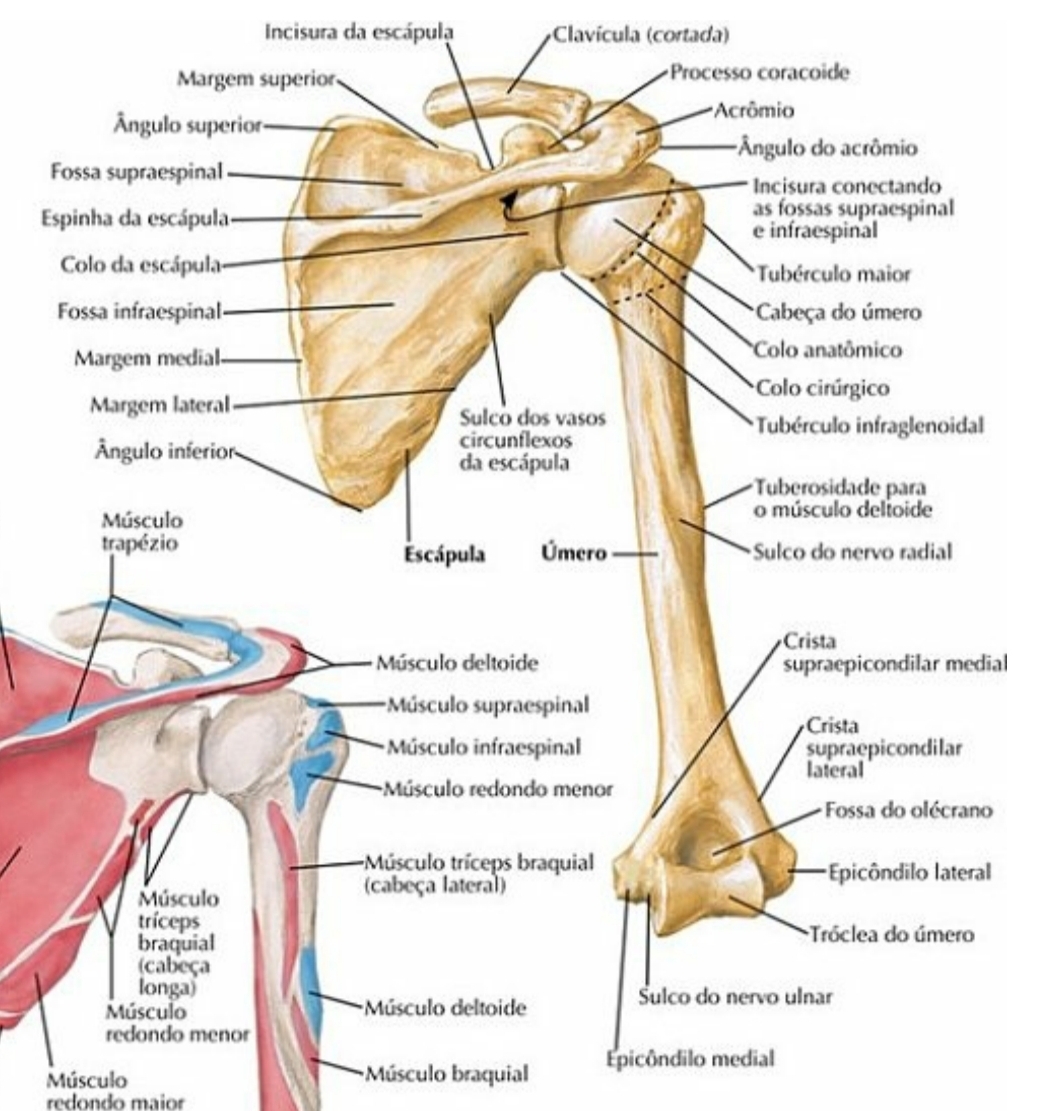 Incisura da escápula
Clavícula (cortada)
Margem superior
Processo coracoide
Acrômio
Ângulo superior
Ângulo do acrômio
Fossa supraespinal
Incisura conectando
as fossas supraespinal
e infraespinal
Espinha da escápula
Colo da escápula
Tubérculo maior
Fossa infraespinal
Cabeça do úmero
Margem medial
Colo anatômico
Colo cirúrgico
Margem lateral
Sulco dos vasos
circunflexos
da escápula
Tubérculo infraglenoidal
Ângulo inferior
Tuberosidade para
o músculo deltoide
Sulco do nervo radial
Escápula
Úmero
Músculo
trapézio
Crista
supraepicondilar medial
Músculo deltoide
Músculo supraespinal
Crista
supraepicondilar
lateral
Músculo infraespinal
Músculo redondo menor
Fossa do olécrano
Músculo tríceps braquial
(cabeça lateral)
Epicôndilo lateral
Músculo
tríceps
braquial
(cabeça
longa)
Tróclea do úmero
Músculo
redondo menor
Sulco do nervo ulnar
Músculo deltoide
Epicôndilo medial
Músculo braquial
Músculo
redondo maior